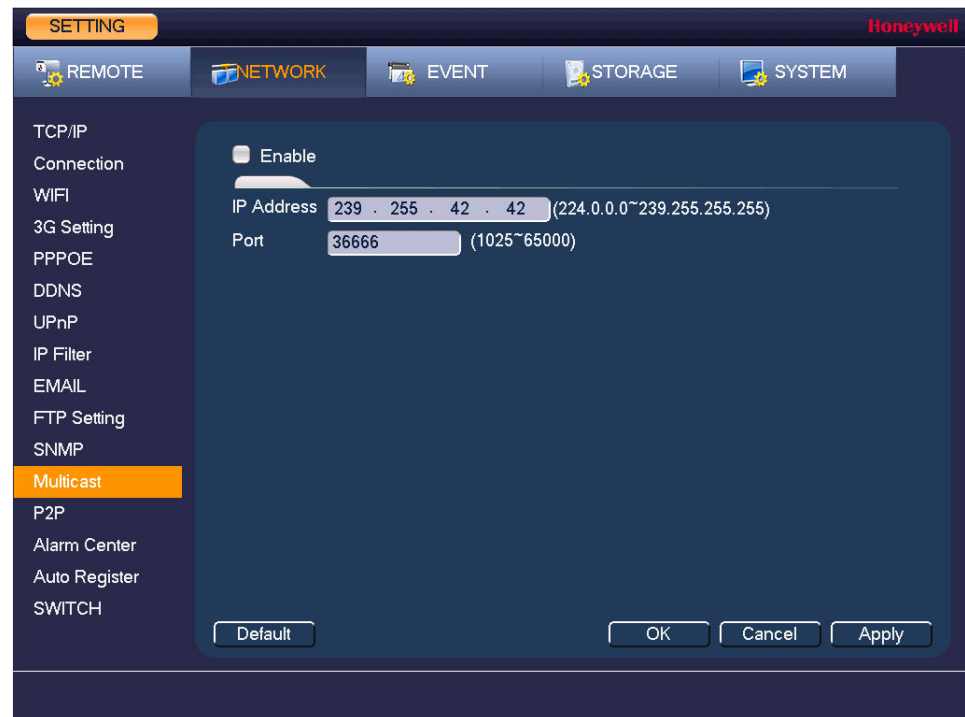 SETTING
Honeywell
REMOTE
NETWORK
EVENT
STORAGE
SYSTEM
TCP/IP
Connection
WIFI
3G Setting
PPPOE
DDNS
UPnP
IP Filter
EMAIL
FTP Setting
SNMP
Multicast
P2P
Alarm Center
Auto Register
SWITCH
Enable
IP Address 239 . 255 . 42 . 42 (224.0.0.0~239.255.255.255)
Port 36666 (1025~65000)
Default OK Cancel Apply